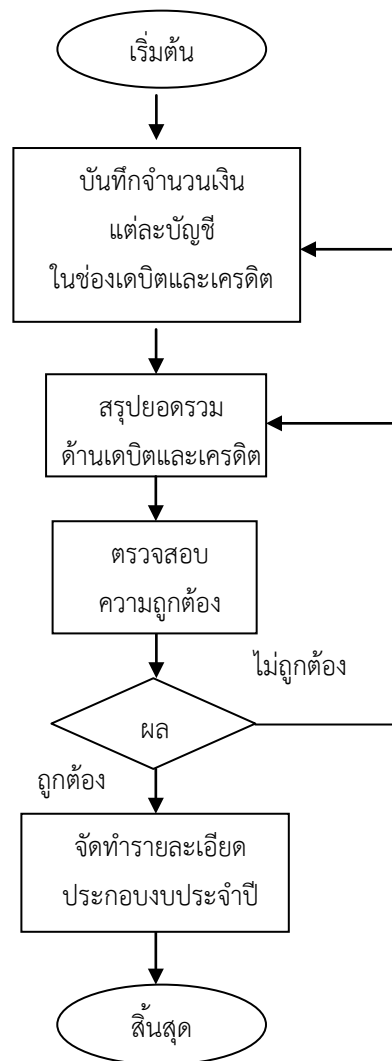 เริ่มต้น
บันทึกจำนวนเงิน
แต่ละบัญชี
ในช่องเดบิตและเครดิต
สรุปยอดรวม
ด้านเดบิตและเครดิต
ตรวจสอบ
ความถูกต้อง
ไม่ถูกต้อง
ผล
ถูกต้อง
จัดทำรายละเอียด
ประกอบงบประจำปี
สิ้นสุด